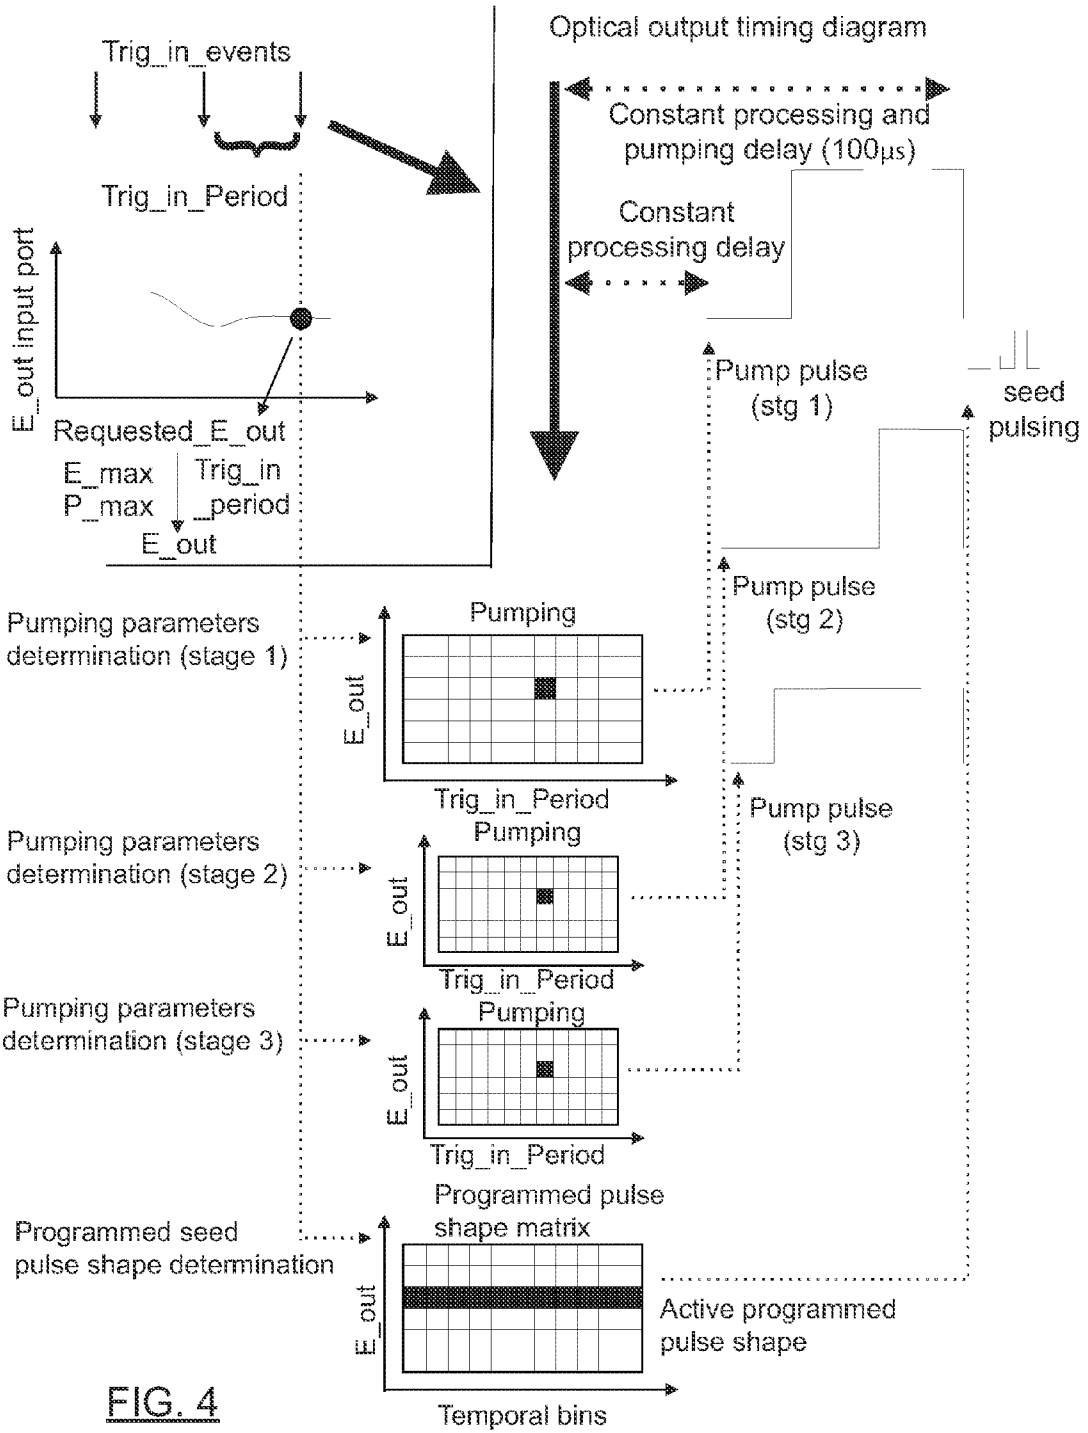 Trig_in_events
Trig_in_Period
E_out input port
Requested_E_out
E_max
P_max
Trig_in
_period
E_out
Optical output timing diagram
Constant processing and
pumping delay (100µs)
Constant
processing delay
Pump pulse
(stg 1)
seed
pulsing
Pump pulse
(stg 2)
Pump pulse
(stg 3)
Pumping parameters
determination (stage 1)
Pumping
E_out
Trig_in_Period
Pumping parameters
determination (stage 2)
Pumping
E_out
Trig_in_Period
Pumping parameters
determination (stage 3)
Pumping
E_out
Trig_in_Period
Programmed seed
pulse shape determination
Programmed pulse
shape matrix
E_out
Active programmed
pulse shape
Temporal bins
FIG. 4